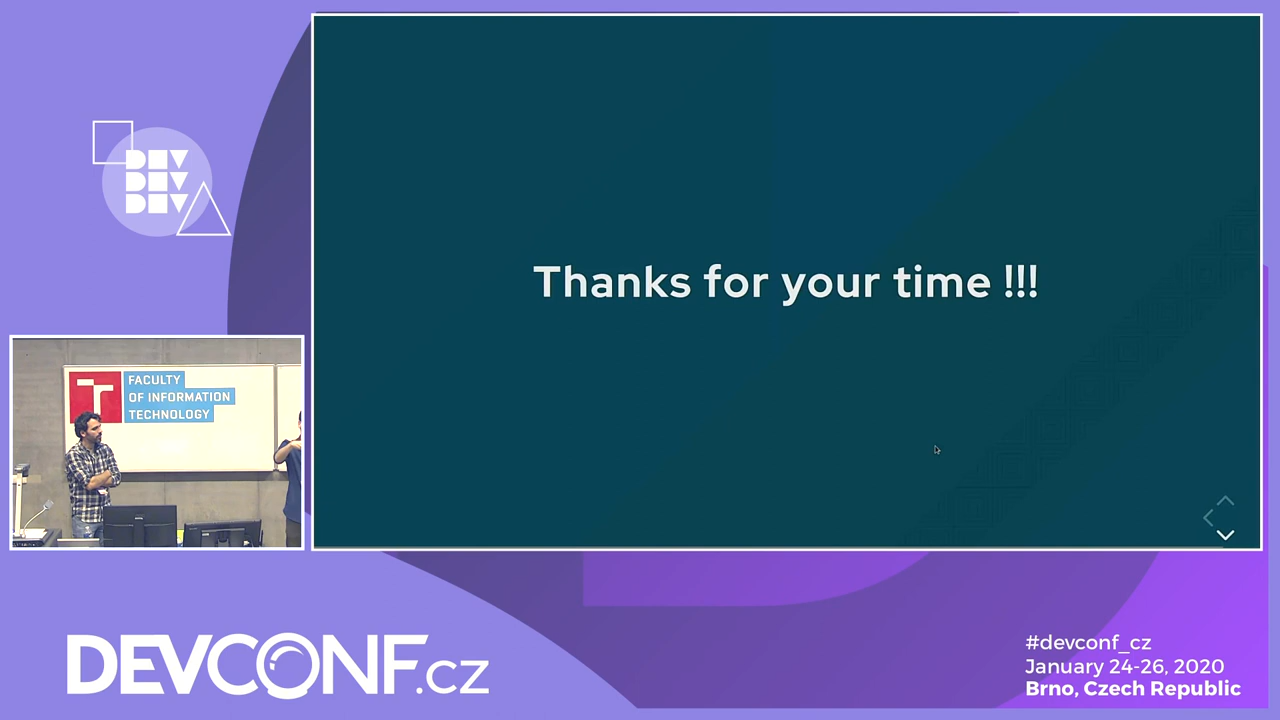 DEV
DEV
DEV
Thanks for your time !!!
FACULTY
OF INFORMATION
TECHNOLOGY
DEVCONF.cz
#devconf_cz
January 24-26, 2020
Brno, Czech Republic